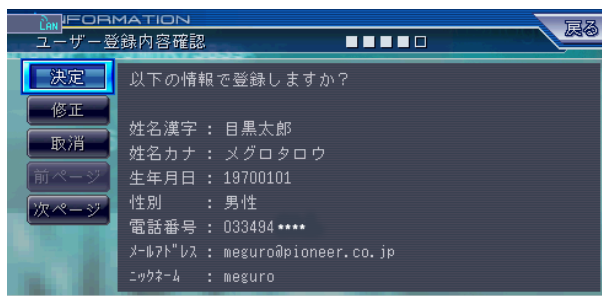 LAN
INFORMATION
ユーザー登録内容確認 ■■■■□
戻る
決定
修正
取消
前ページ
次ページ
以下の情報で登録しますか？
姓名漢字 : 目黒太郎
姓名カナ : メグロタロウ
生年月日 : 19700101
性別 : 男性
電話番号 : 033494****
ﾒｰﾙｱﾄﾞﾚｽ : meguro@pioneer.co.jp
ﾆｯｸﾈｰﾑ : meguro